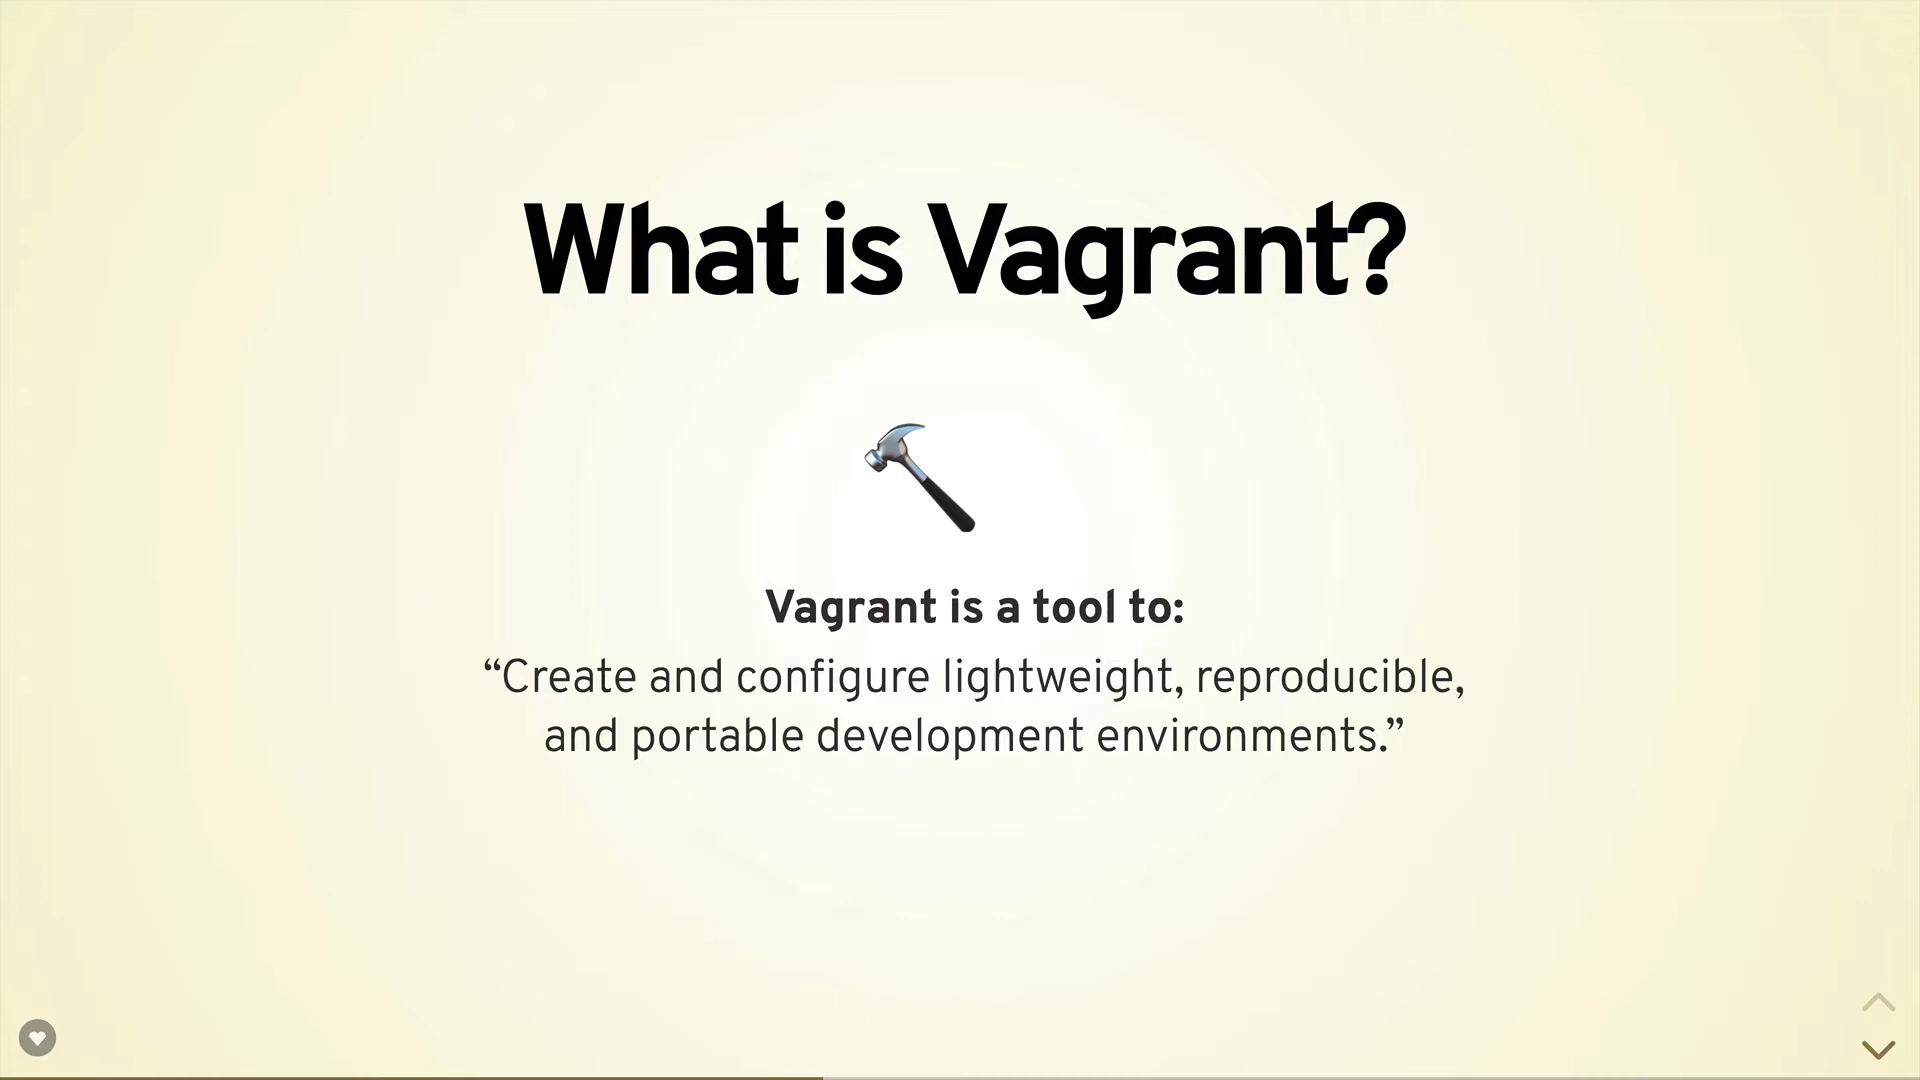 What is Vagrant?
Vagrant is a tool to:
“Create and configure lightweight, reproducible,
and portable development environments.”